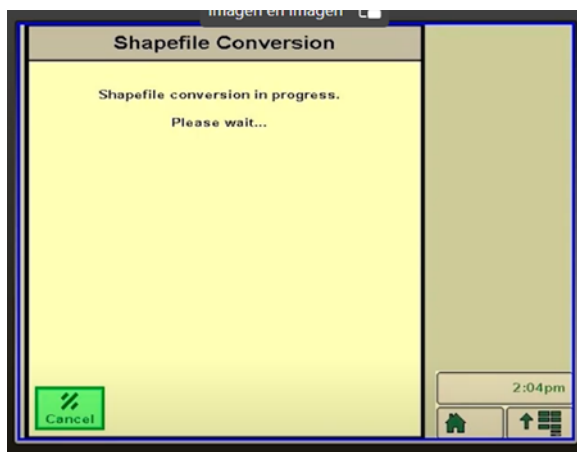 Imagen en imagen
Shapefile Conversion
Shapefile conversion in progress.
Please wait...
Cancel
2:04pm